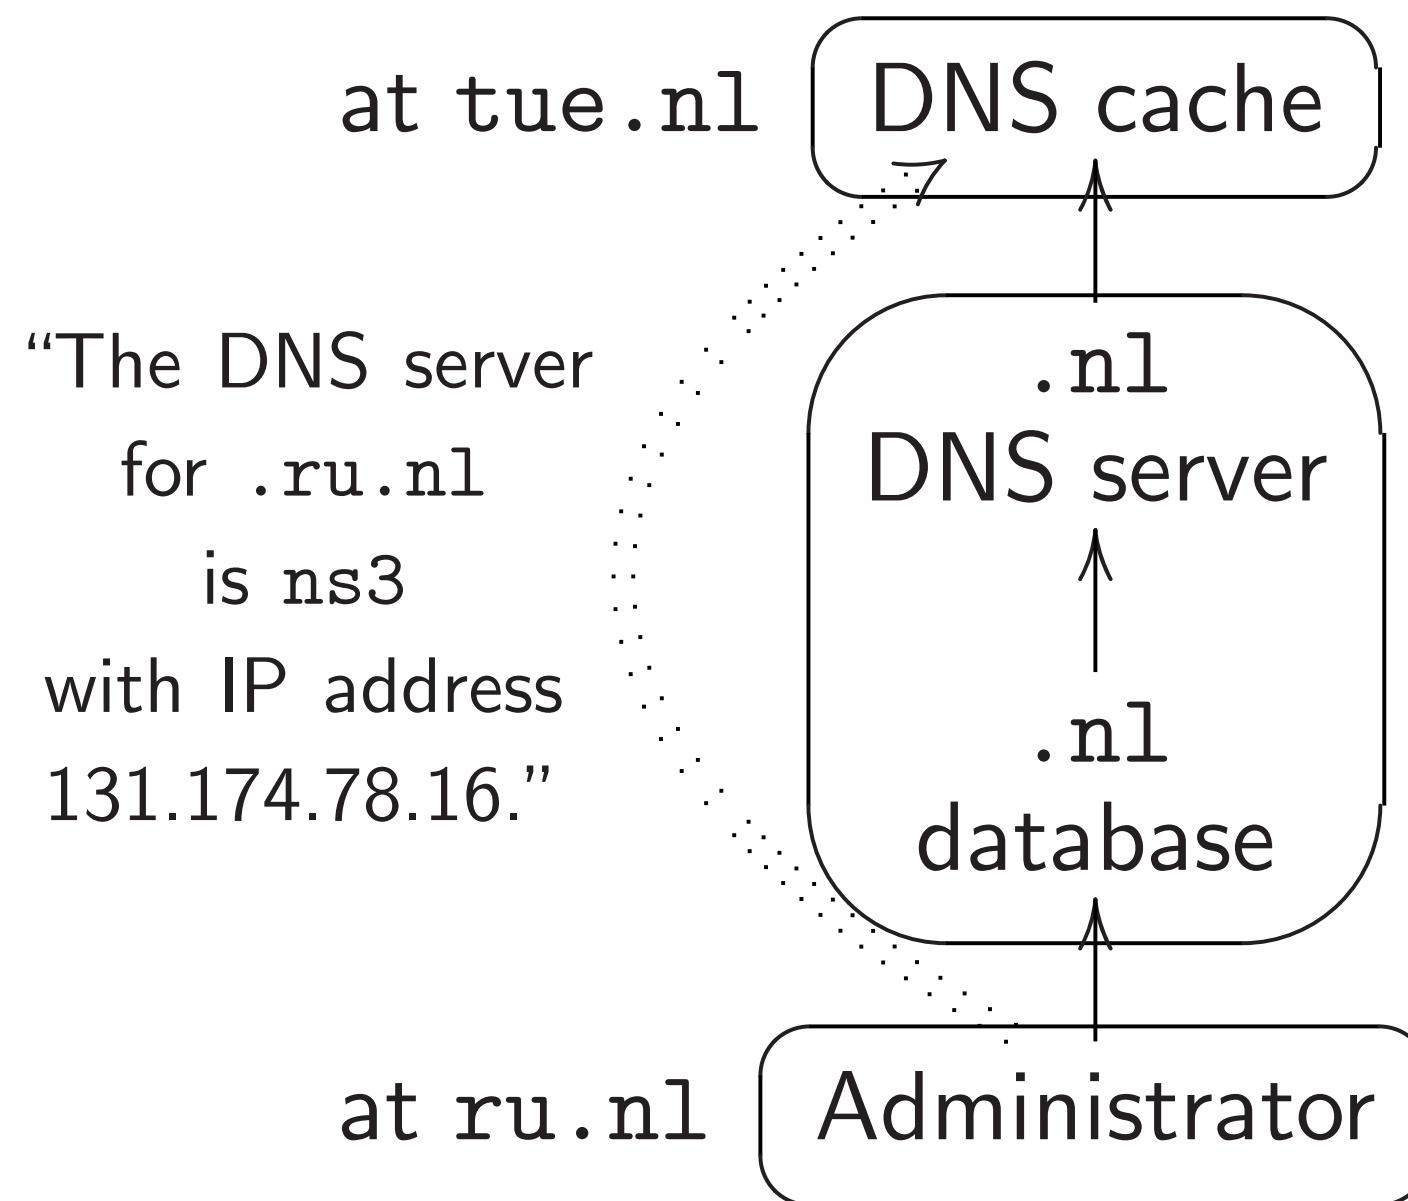 at tue.nl DNS cache
“The DNS server
for .ru.nl
is ns3
with IP address
131.174.78.16.”
.nl
DNS server
.nl
database
at ru.nl Administrator